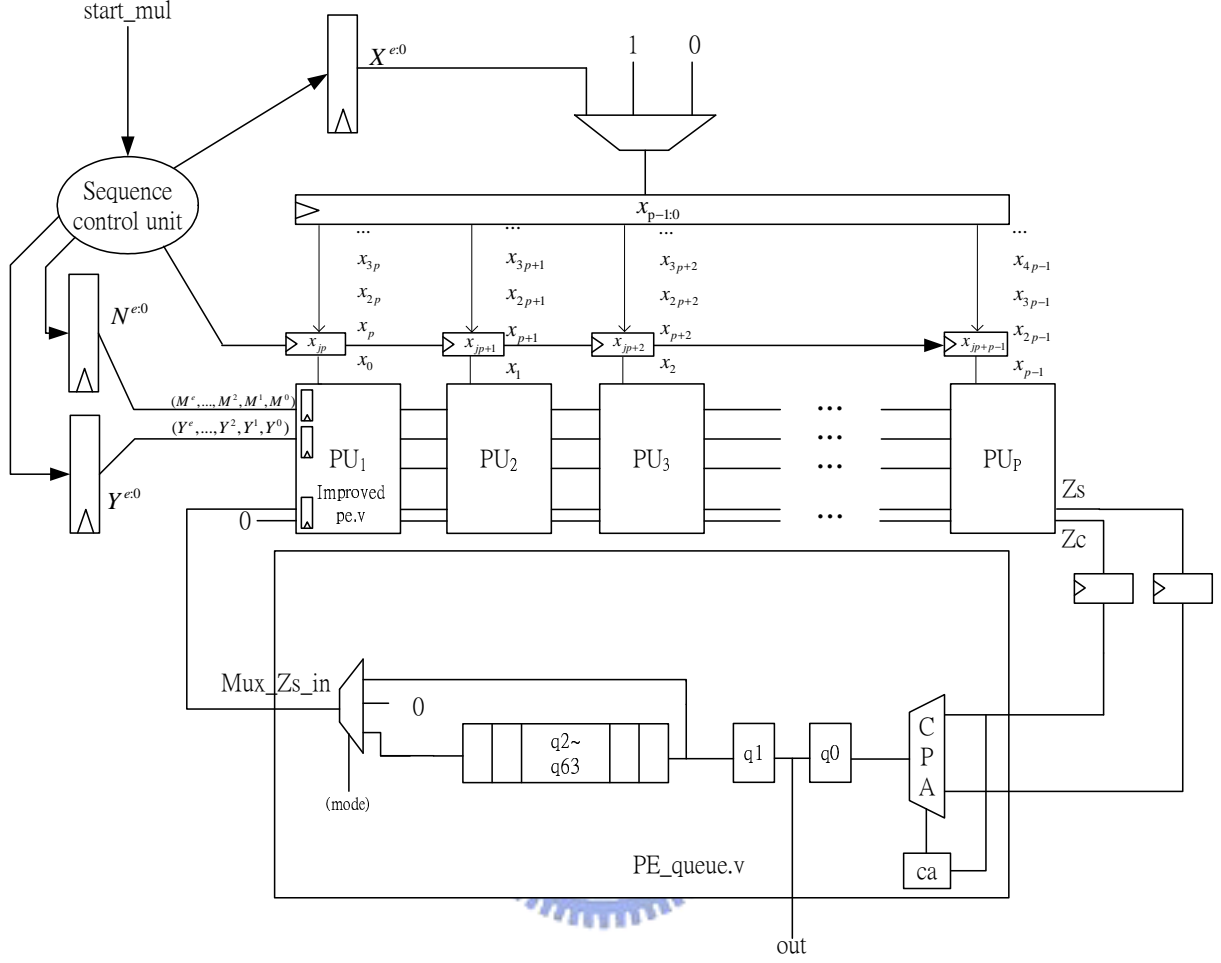 start_mul
X^{e:0}
1 0
Sequence
control unit
x_{p-1:0}
... ... ... ...
x_{3p} x_{3p+1} x_{3p+2} x_{4p-1}
x_{2p} x_{2p+1} x_{2p+2} x_{3p-1}
x_p x_{p+1} x_{p+2} x_{2p-1}
x_{jp} x_{jp+1} x_{jp+2} x_{jp+p-1}
x_0 x_1 x_2 x_{p-1}
N^{e:0}
(M^e,...,M^2,M^1,M^0)
(Y^e,...,Y^2,Y^1,Y^0)
Y^{e:0}
PU_1 PU_2 PU_3 PU_P
Improved
pe.v
0
...
...
...
...
Zs
Zc
Mux_Zs_in
0
(mode)
q2~
q63
q1
q0
C
P
A
ca
PE_queue.v
out